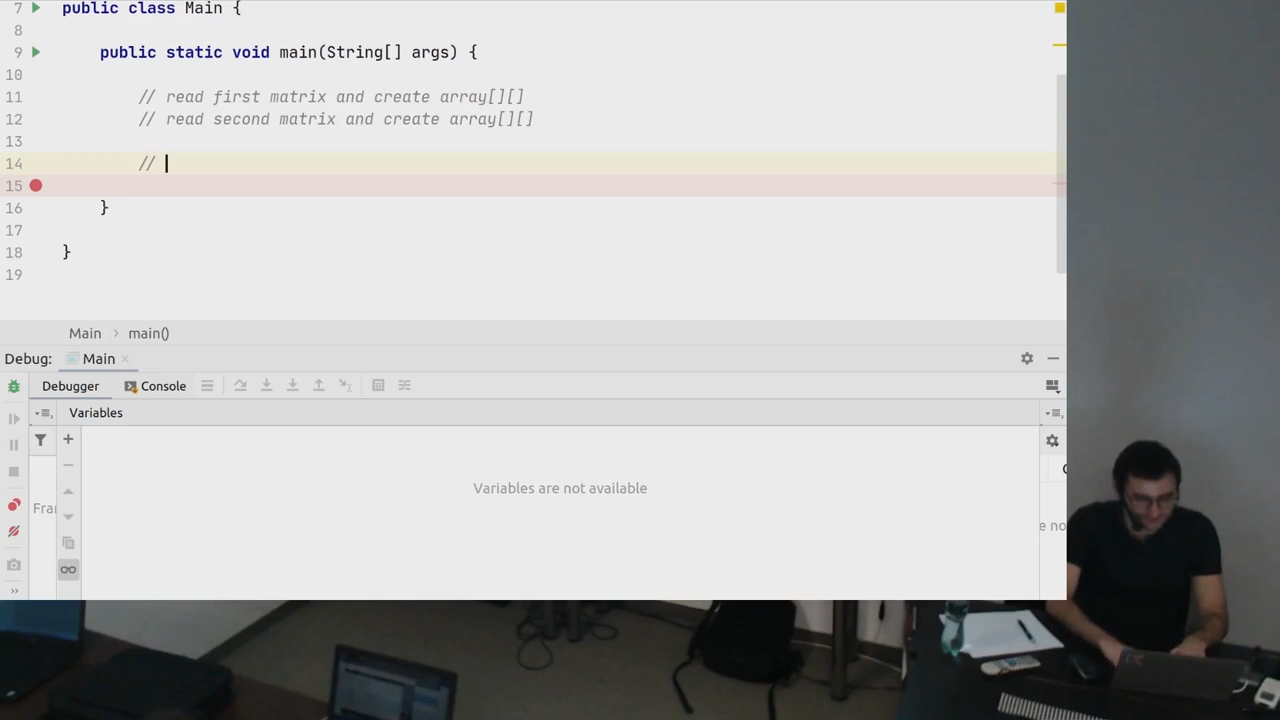 7 public class Main {
8
9 public static void main(String[] args) {
10
11 // read first matrix and create array[][]
12 // read second matrix and create array[][]
13
14 //
15
16 }
17
18 }
19
Main > main()
Debug: Main
Debugger Console
Variables
Variables are not available
Fra
e no